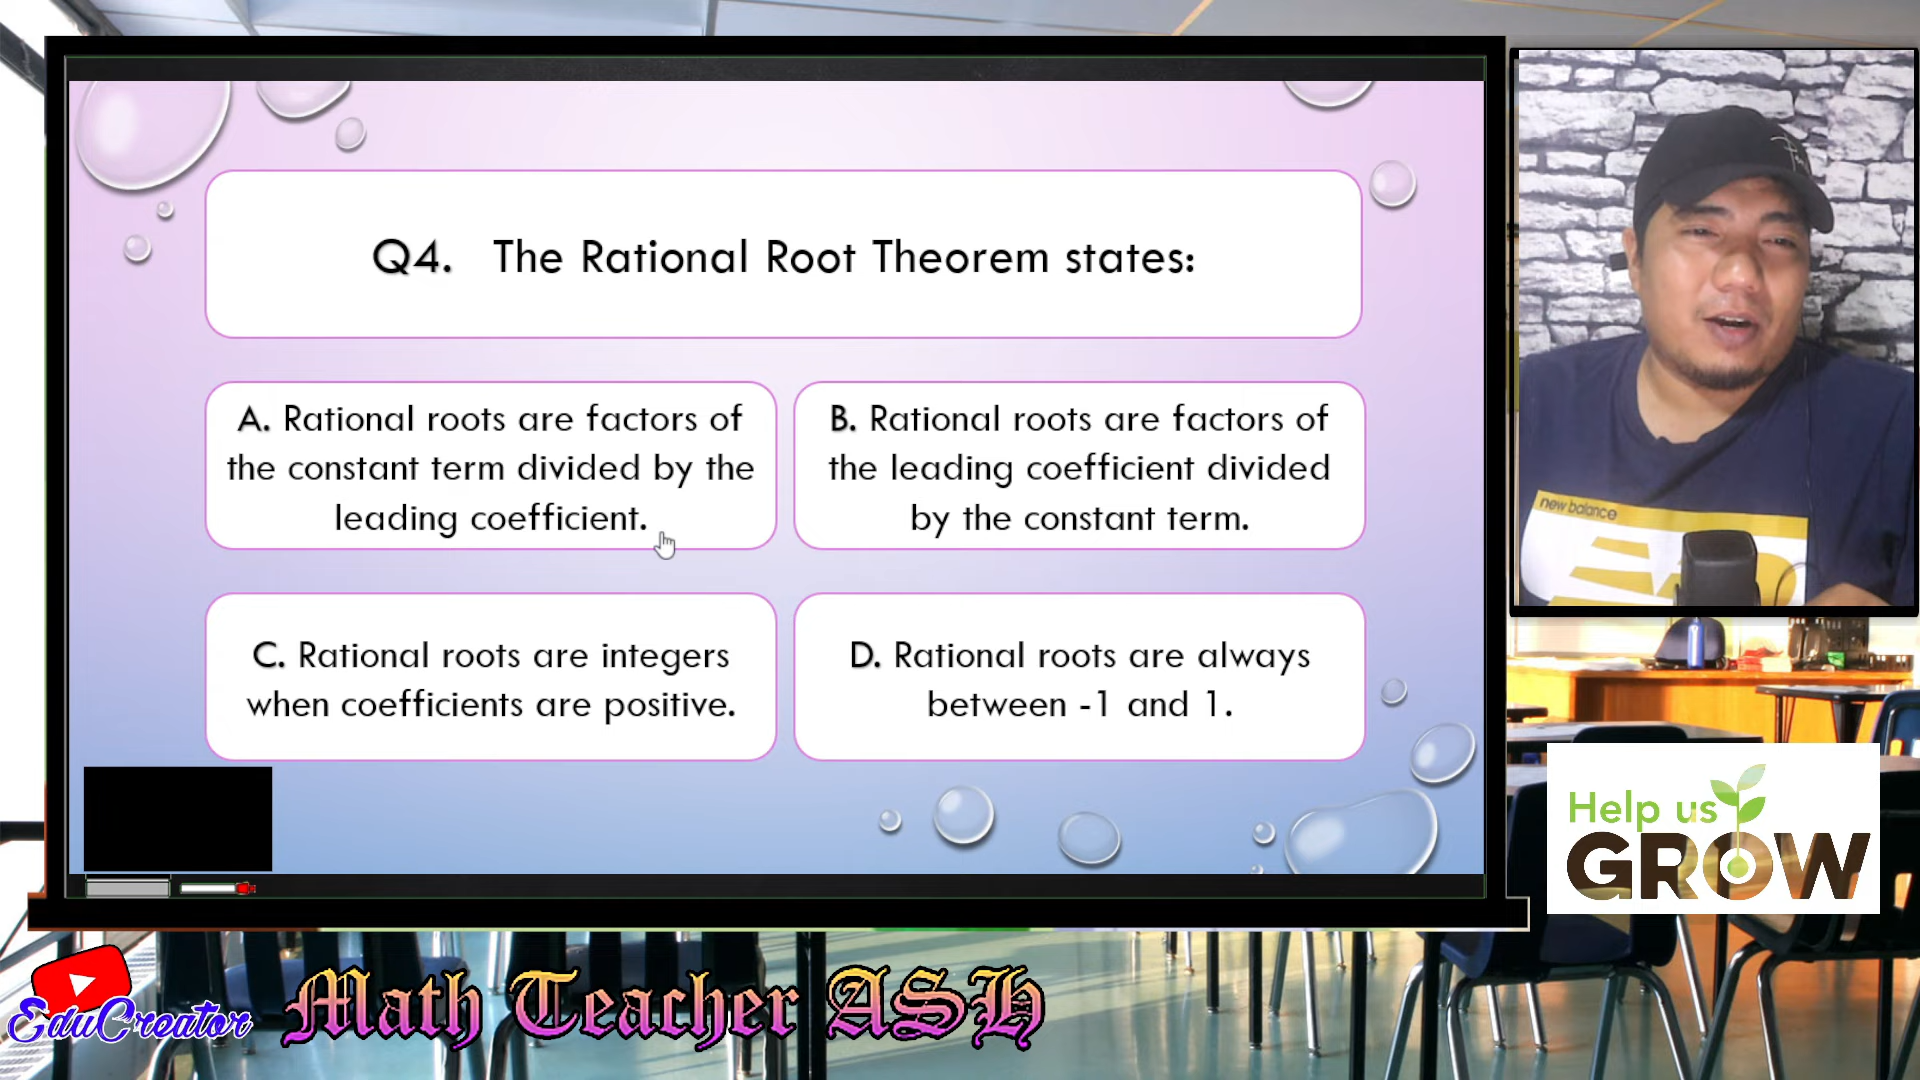 Q4. The Rational Root Theorem states:
A. Rational roots are factors of
the constant term divided by the
leading coefficient.
B. Rational roots are factors of
the leading coefficient divided
by the constant term.
C. Rational roots are integers
when coefficients are positive.
D. Rational roots are always
between -1 and 1.
new balance
Help us
GROW
EduCreator
Math Teacher ASH